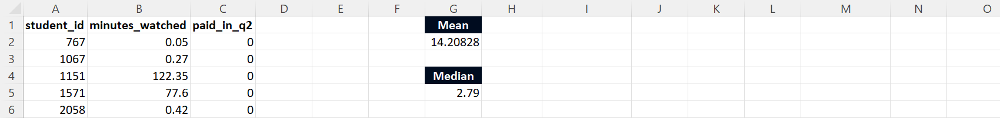 A B C D E F G H I J K L M N O
1 student_id minutes_watched paid_in_q2 Mean
2 767 0.05 0 14.20828
3 1067 0.27 0
4 1151 122.35 0 Median
5 1571 77.6 0 2.79
6 2058 0.42 0